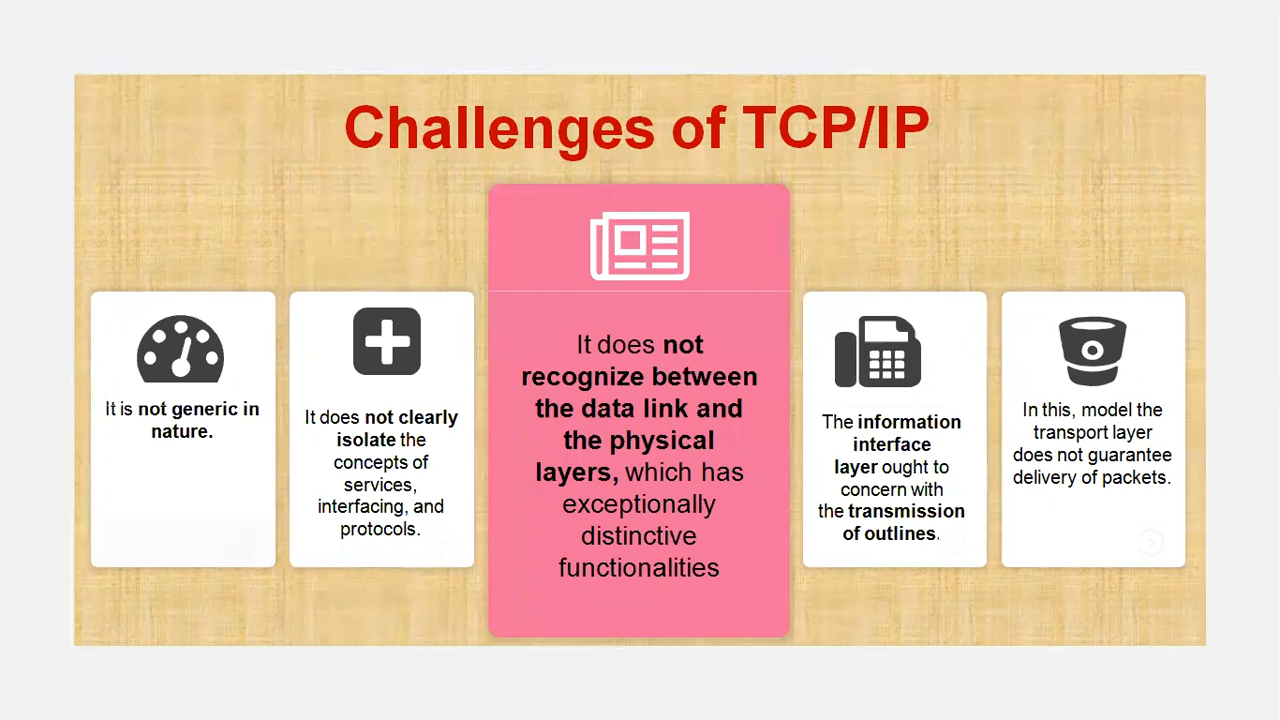 Challenges of TCP/IP
It is not generic in
nature.
It does not clearly
isolate the
concepts of
services,
interfacing, and
protocols.
It does not
recognize between
the data link and
the physical
layers, which has
exceptionally
distinctive
functionalities
The information
interface
layer ought to
concern with
the transmission
of outlines.
In this, model the
transport layer
does not guarantee
delivery of packets.